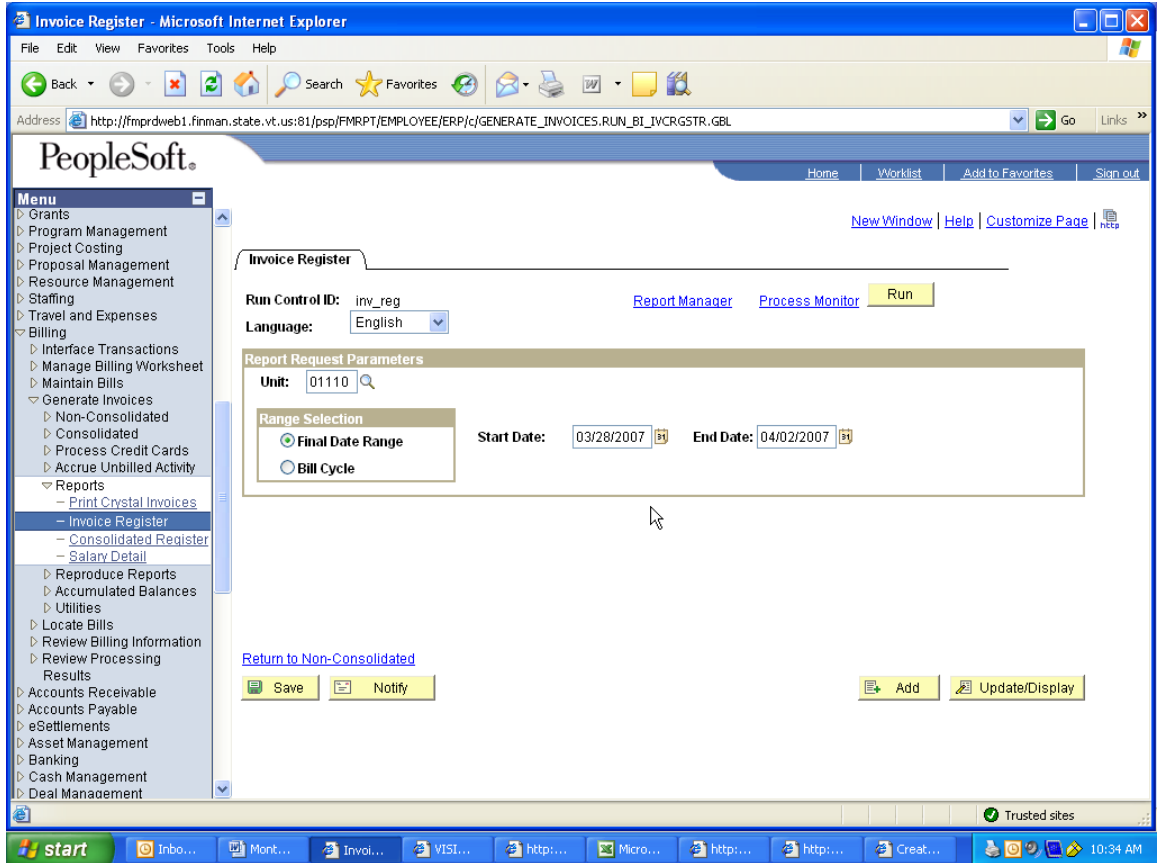 Invoice Register - Microsoft Internet Explorer
File Edit View Favorites Tools Help
Back Search Favorites
Address http://fmprdweb1.finman.state.vt.us:81/psp/FMRPT/EMPLOYEE/ERP/c/GENERATE_INVOICES.RUN_BI_IVCRGSTR.GBL Go Links »
PeopleSoft.
Home Worklist Add to Favorites Sign out
Menu
Grants
Program Management
Project Costing
Proposal Management
Resource Management
Staffing
Travel and Expenses
Billing
Interface Transactions
Manage Billing Worksheet
Maintain Bills
Generate Invoices
Non-Consolidated
Consolidated
Process Credit Cards
Accrue Unbilled Activity
Reports
– Print Crystal Invoices
– Invoice Register
– Consolidated Register
– Salary Detail
Reproduce Reports
Accumulated Balances
Utilities
Locate Bills
Review Billing Information
Review Processing
Results
Accounts Receivable
Accounts Payable
eSettlements
Asset Management
Banking
Cash Management
Deal Management
New Window | Help | Customize Page | http
Invoice Register
Run Control ID: inv_reg Report Manager Process Monitor Run
Language: English
Report Request Parameters
Unit: 01110
Range Selection
Final Date Range Start Date: 03/28/2007 End Date: 04/02/2007
Bill Cycle
Return to Non-Consolidated
Save Notify Add Update/Display
Trusted sites
start Inbo... Mont... Invoi... VISI... http:... Micro... http:... http:... Creat... 10:34 AM